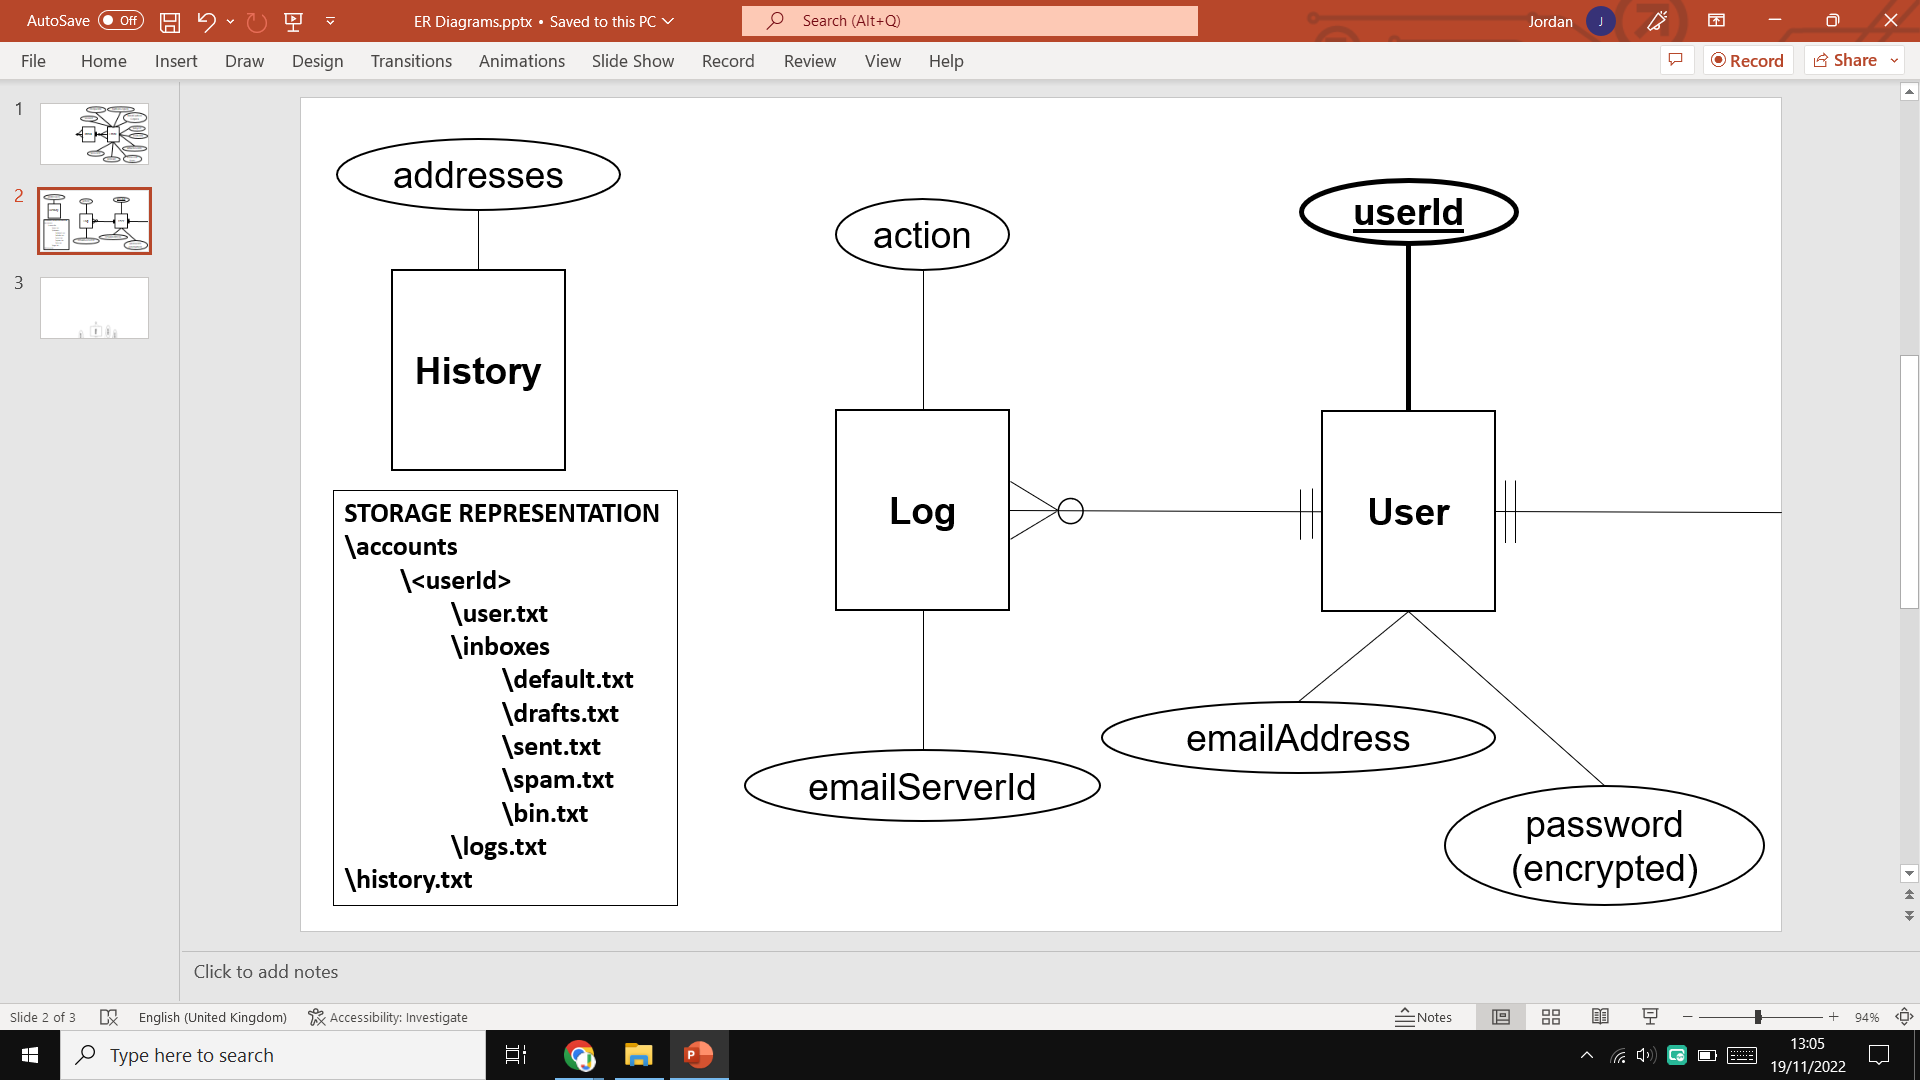 AutoSave Off
ER Diagrams.pptx • Saved to this PC
Search (Alt+Q)
Jordan
J
File Home Insert Draw Design Transitions Animations Slide Show Record Review View Help
Record
Share
1
2
3
addresses
History
action
userId
Log
User
emailServerId
emailAddress
password
(encrypted)
STORAGE REPRESENTATION
\accounts
\<userId>
\user.txt
\inboxes
\default.txt
\drafts.txt
\sent.txt
\spam.txt
\bin.txt
\logs.txt
\history.txt
Click to add notes
Slide 2 of 3
English (United Kingdom)
Accessibility: Investigate
Notes
94%
Type here to search
13:05
19/11/2022